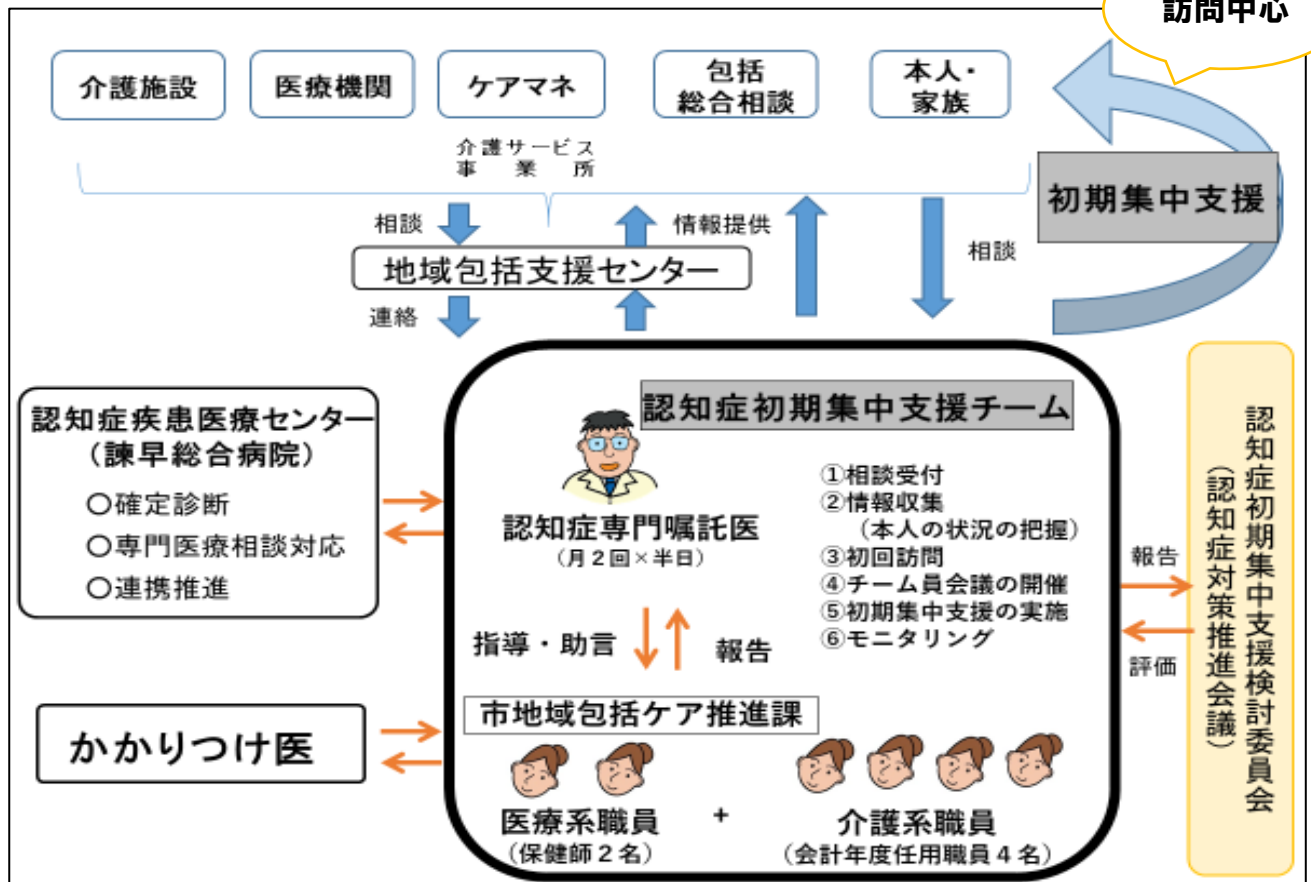 訪問中心
介護施設
医療機関
ケアマネ
包括
総合相談
本人・
家族
介護サービス
事業所
初期集中支援
相談
情報提供
相談
地域包括支援センター
連絡
認知症初期集中支援チーム
認知症疾患医療センター
（諫早総合病院）
〇確定診断
〇専門医療相談対応
〇連携推進
認知症専門嘱託医
（月２回×半日）
①相談受付
②情報収集
（本人の状況の把握）
③初回訪問
④チーム員会議の開催
⑤初期集中支援の実施
⑥モニタリング
指導・助言
報告
市地域包括ケア推進課
かかりつけ医
医療系職員
（保健師２名）
+
介護系職員
（会計年度任用職員４名）
報告
評価
認知症初期集中支援検討委員会
（認知症対策推進会議）